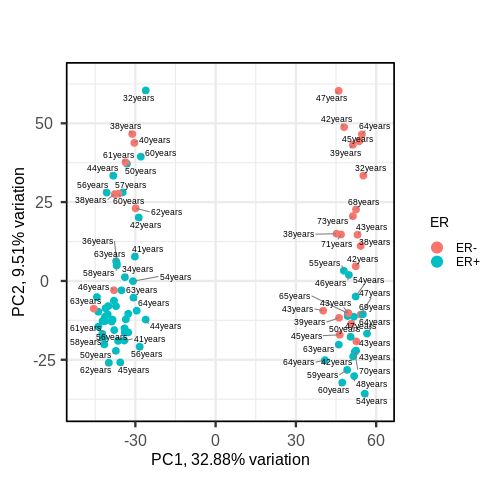 32years
47years
38years
42years
64years
40years
45years
61years
60years
39years
44years
50years
32years
56years
57years
38years
60years
68years
62years
73years
42years
43years
38years
36years
71years
38years
63years
41years
55years
42years
58years
34years
54years
46years
54years
46years
63years
65years
47years
63years
64years
43years
69years
43years
44years
39years
64years
61years
50years
56years
41years
45years
58years
63years
43years
50years
56years
64years
42years
43years
62years
45years
59years
70years
60years
48years
54years
50
25
0
-25
-30
0
30
60
PC1, 32.88% variation
PC2, 9.51% variation
ER
ER-
ER+